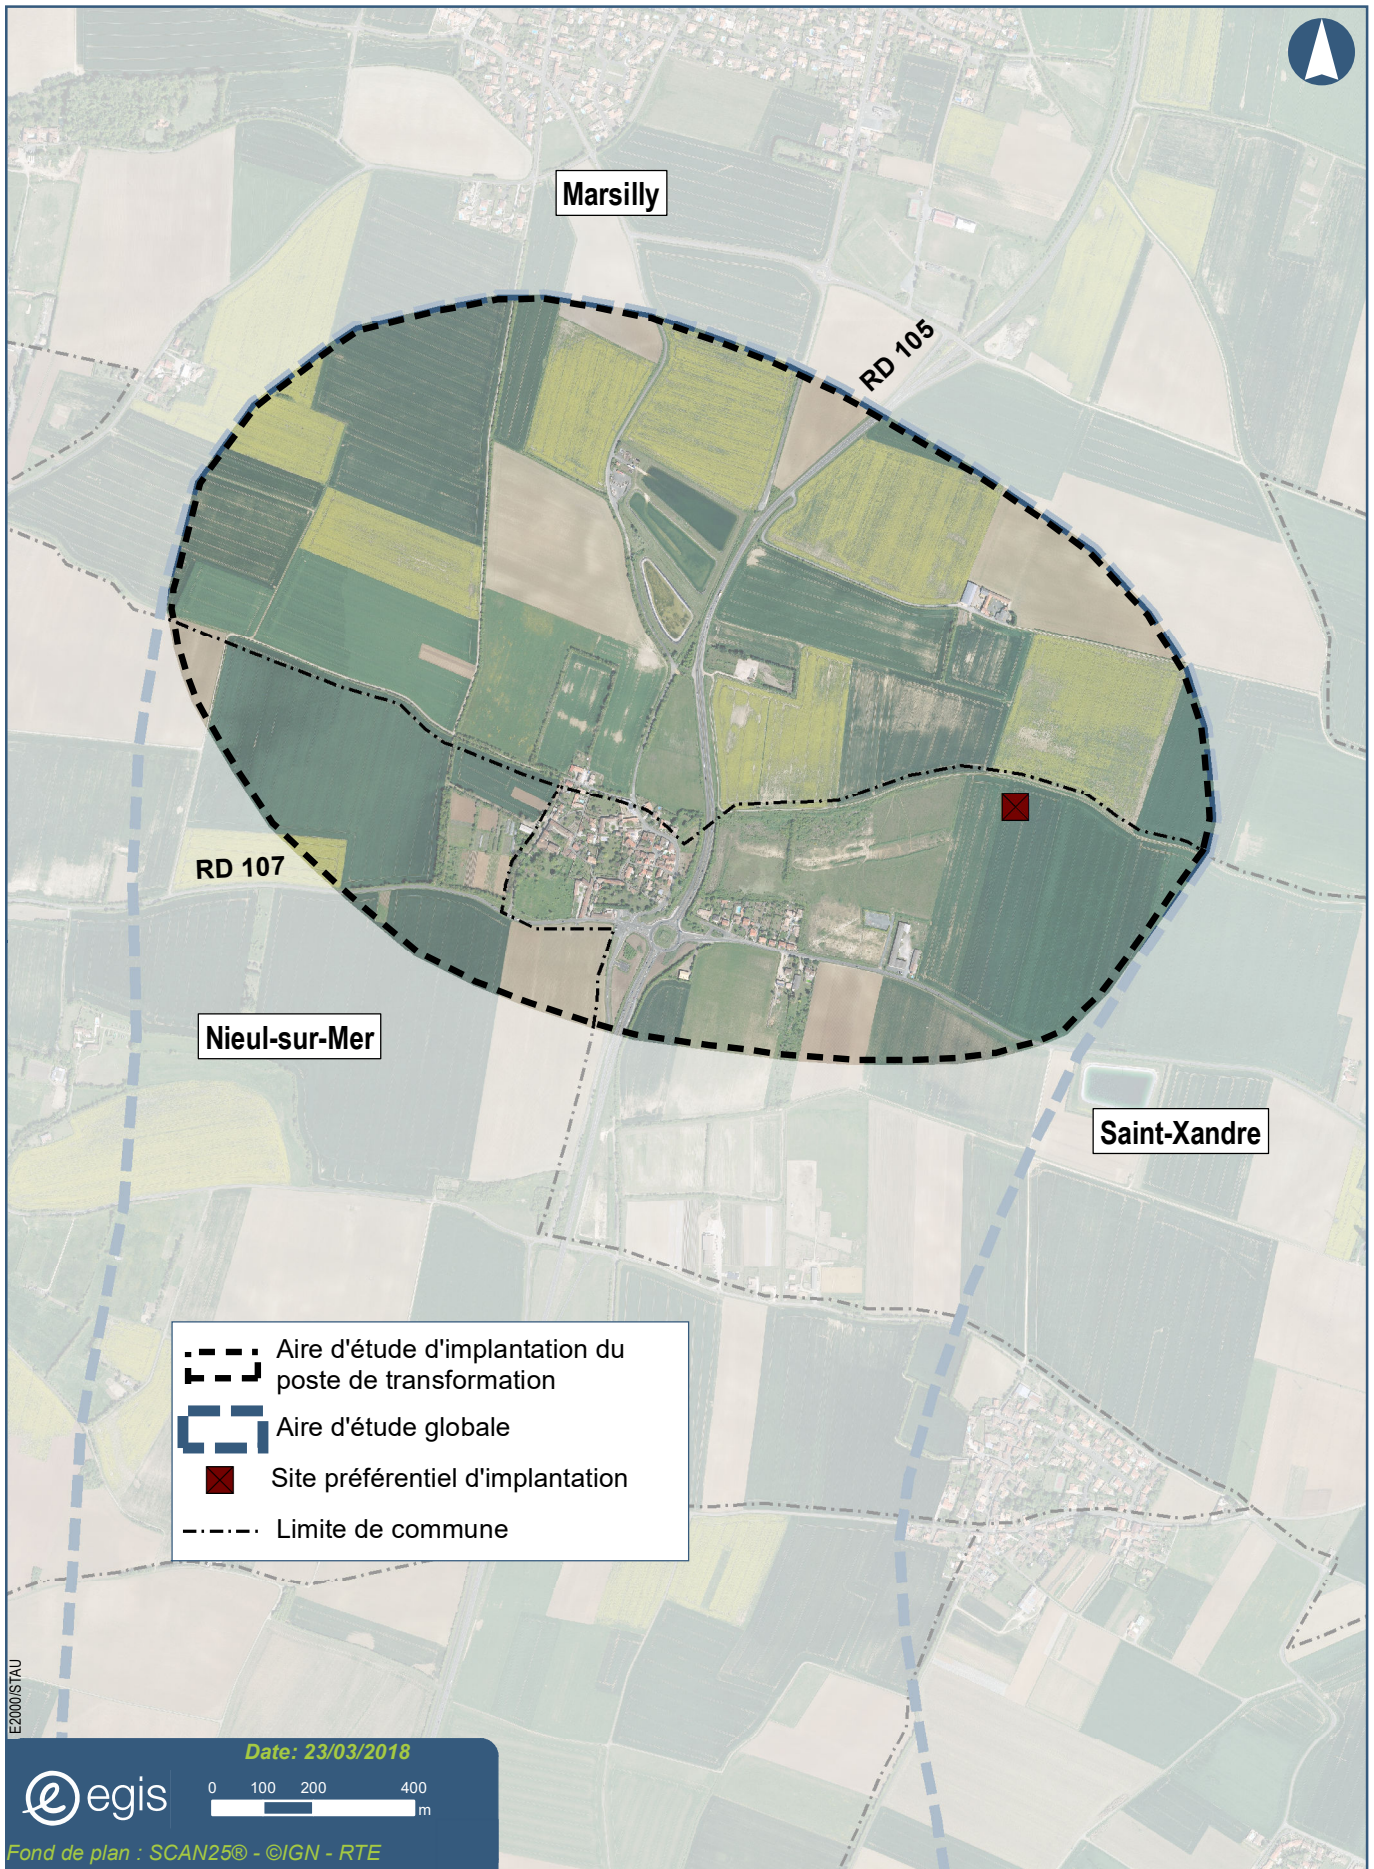 Marsilly
RD 105
RD 107
Nieul-sur-Mer
Saint-Xandre
Aire d'étude d'implantation du
poste de transformation
Aire d'étude globale
Site préférentiel d'implantation
Limite de commune
E2000/STAU
Date: 23/03/2018
egis
0 100 200 400
m
Fond de plan : SCAN25® - ©IGN - RTE